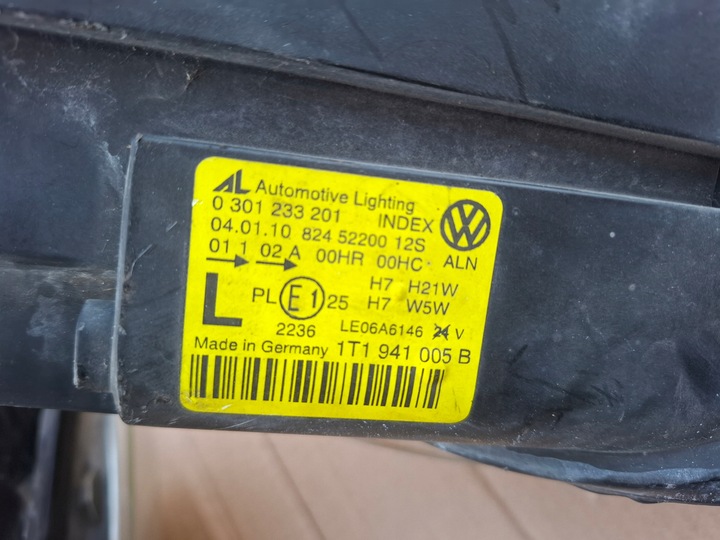 AL Automotive Lighting
0 301 233 201 INDEX
04.01.10 824 52200 12S
01 1 02 A 00HR 00HC ALN
H7 H21W
L PL E1 25 H7 W5W
2236 LE06A6146 24 V
Made in Germany 1T1 941 005 B